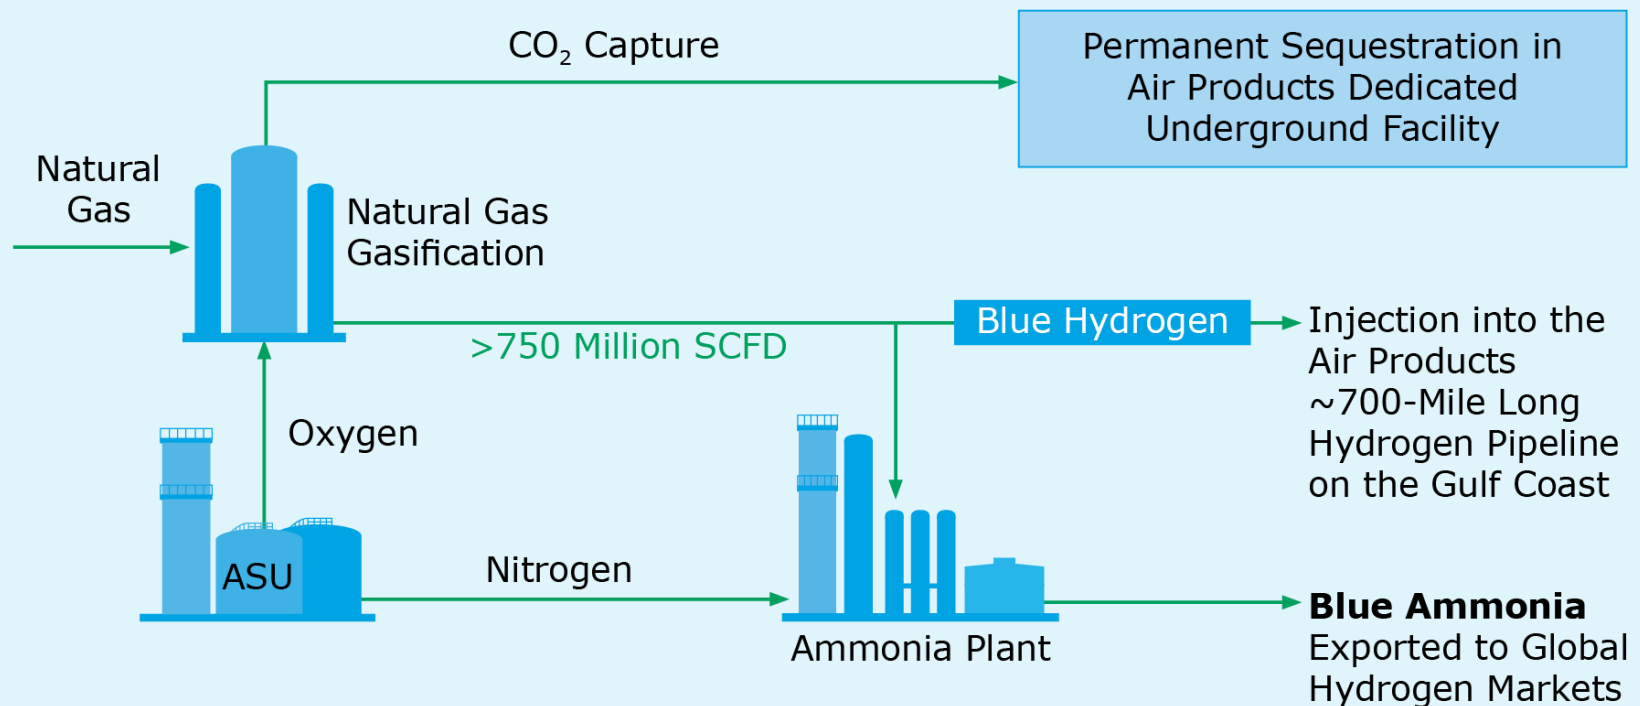 CO₂ Capture
Permanent Sequestration in
Air Products Dedicated
Underground Facility
Natural
Gas
Natural Gas
Gasification
>750 Million SCFD
Blue Hydrogen
Injection into the
Air Products
~700-Mile Long
Hydrogen Pipeline
on the Gulf Coast
Oxygen
ASU
Nitrogen
Ammonia Plant
Blue Ammonia
Exported to Global
Hydrogen Markets